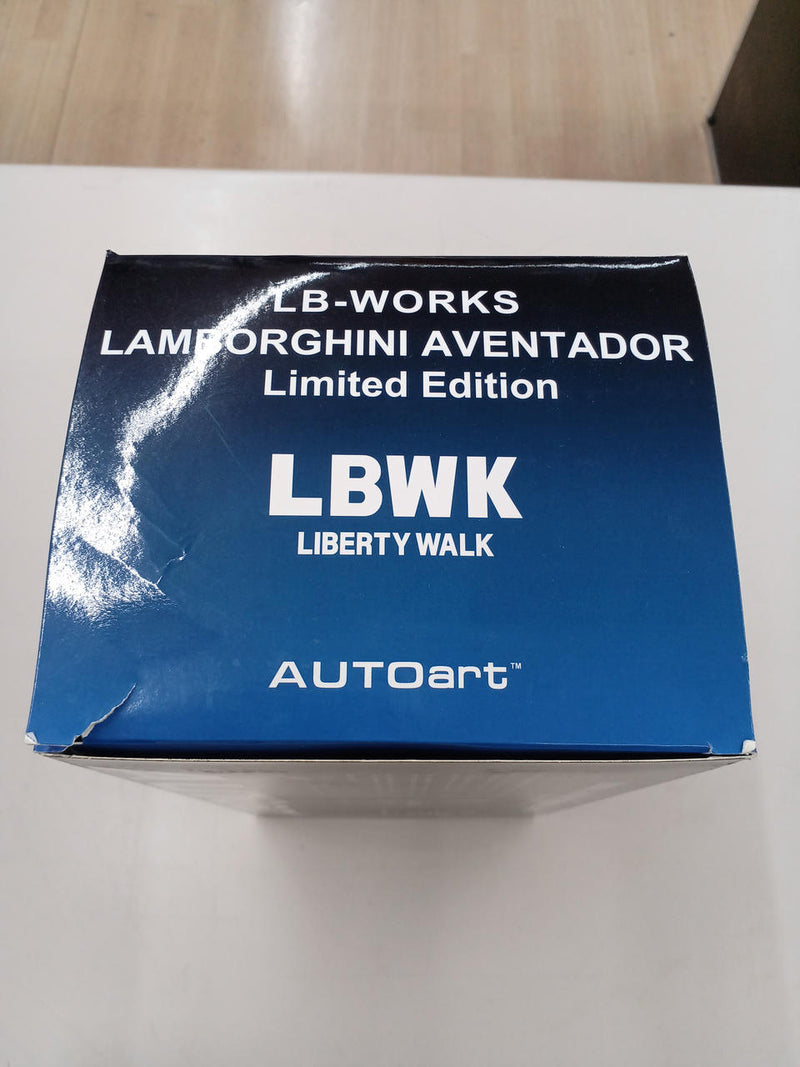 LB-WORKS
LAMBORGHINI AVENTADOR
Limited Edition
LBWK
LIBERTY WALK
AUTOart™